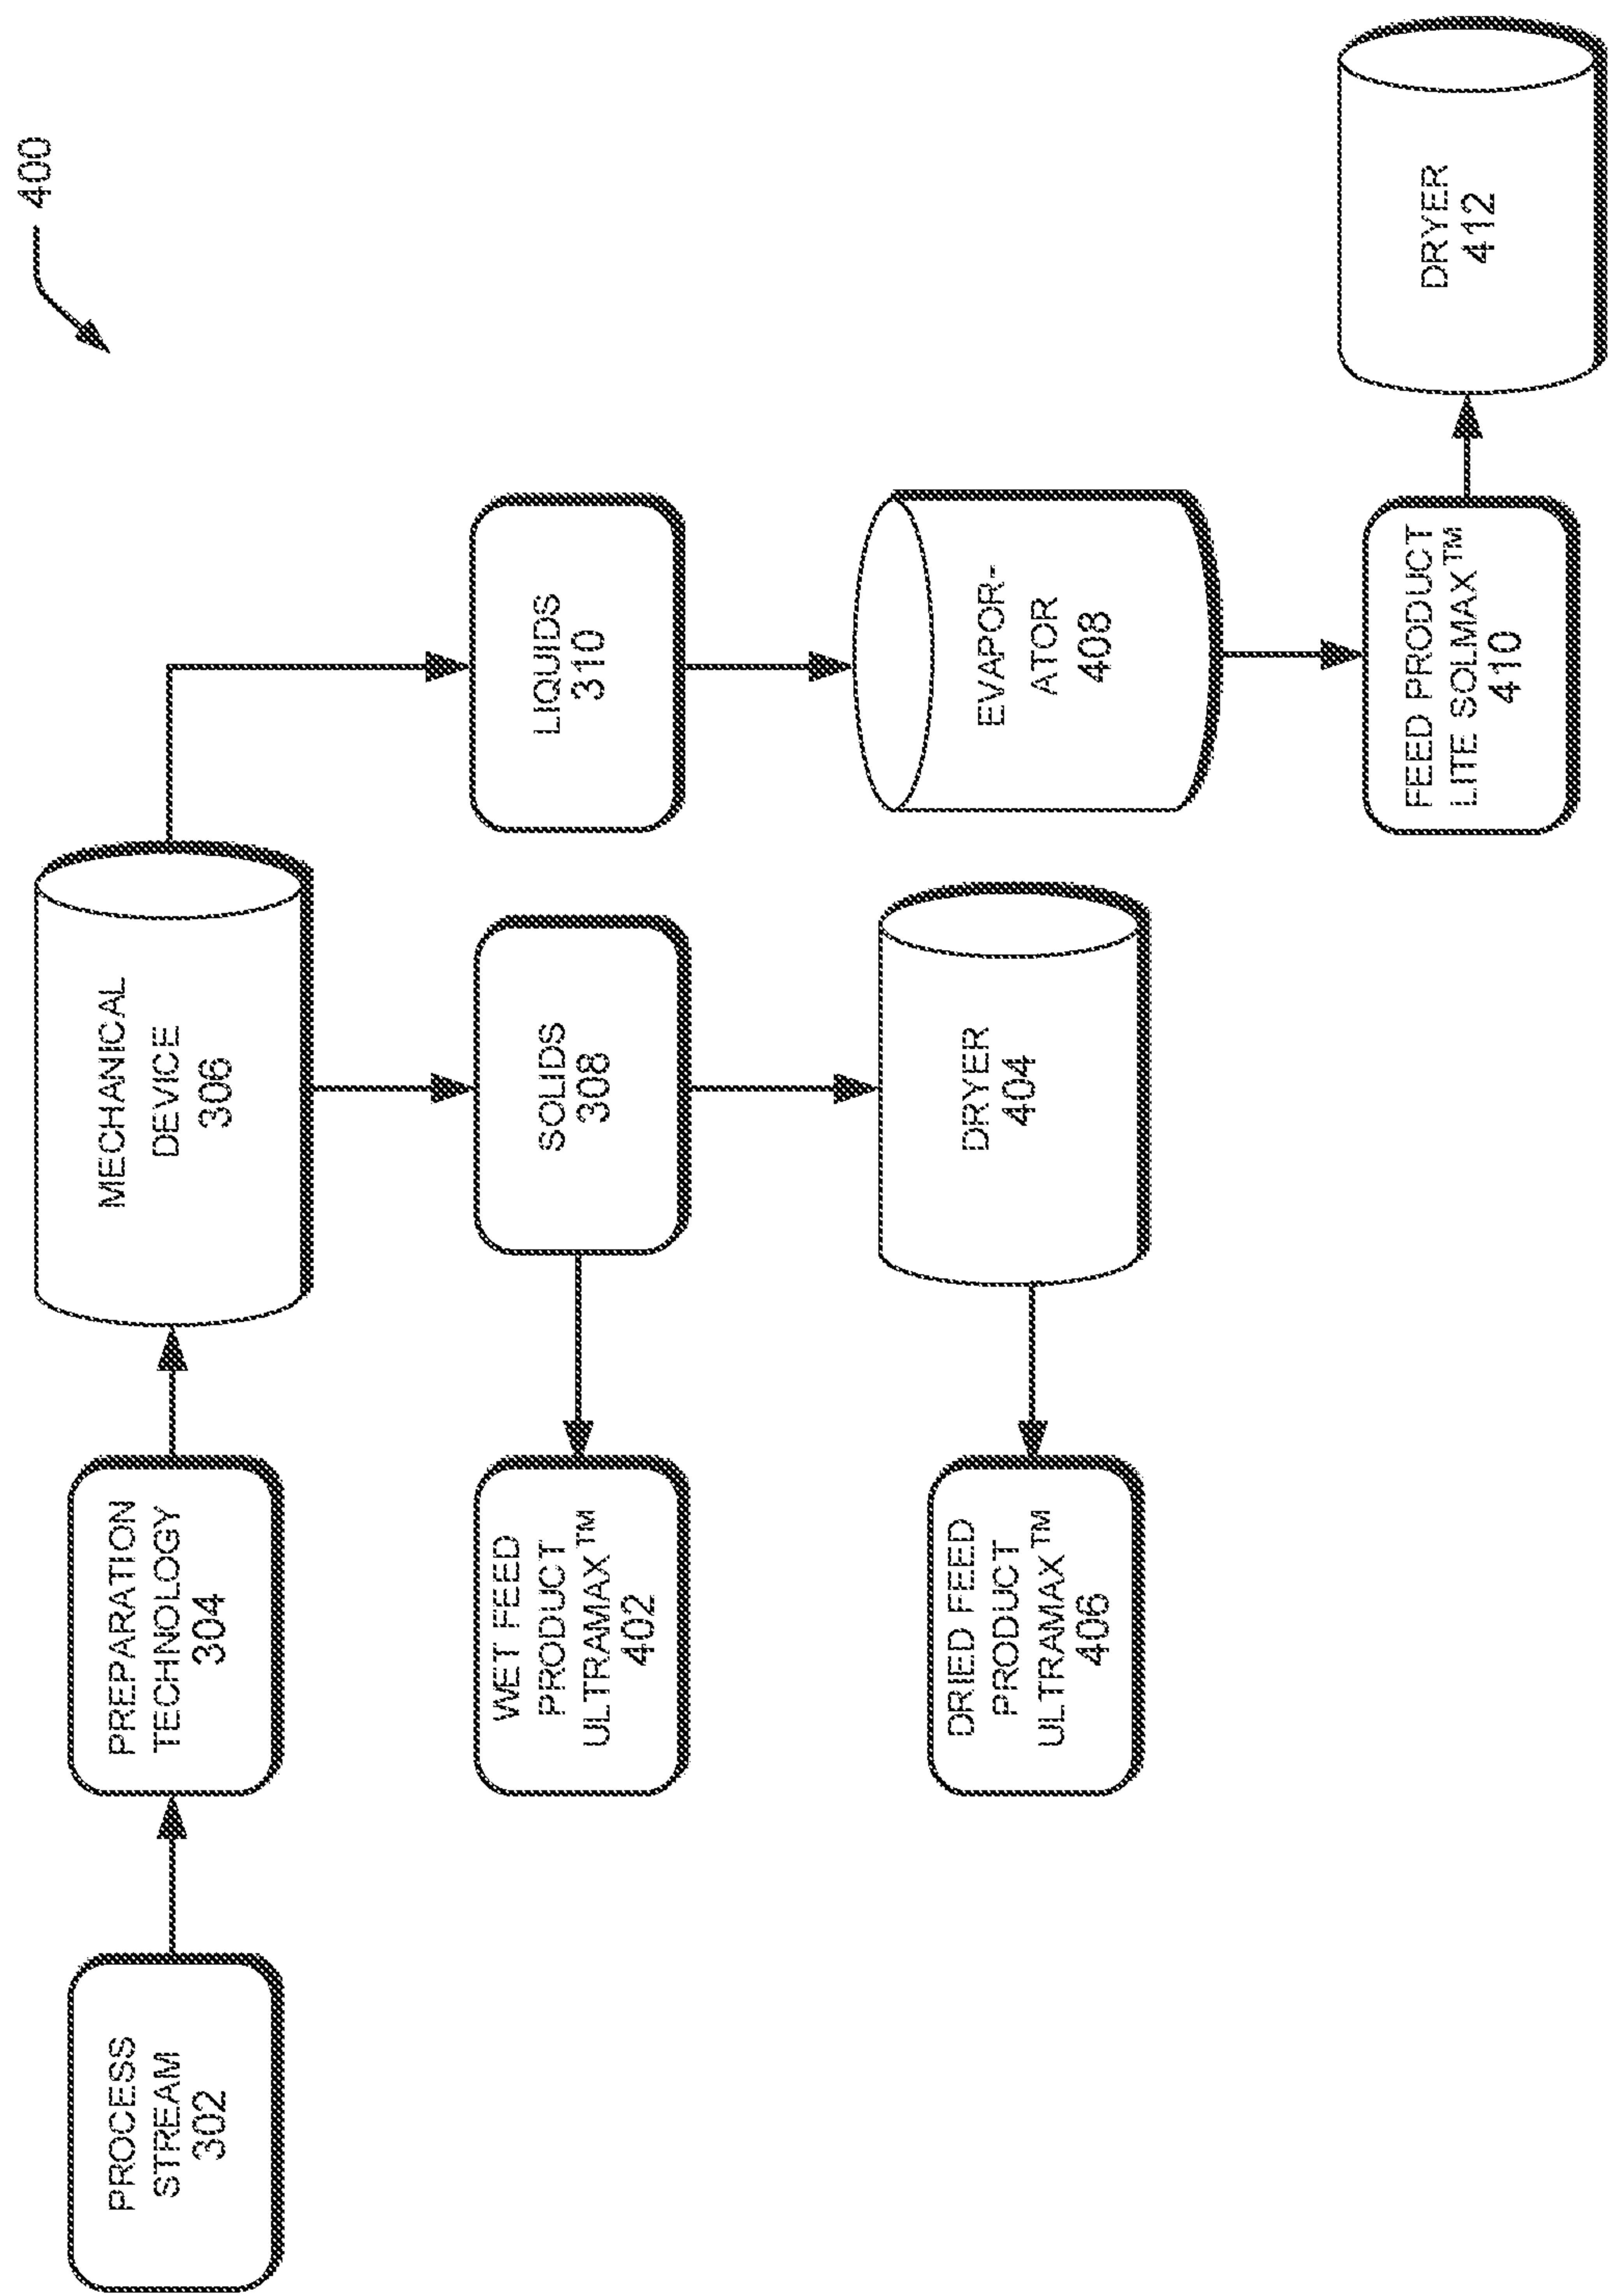 400
PROCESS
STREAM
302
PREPARATION
TECHNOLOGY
304
MECHANICAL
DEVICE
306
WET FEED
PRODUCT
ULTRAMAX™
402
SOLIDS
308
LIQUIDS
310
DRIED FEED
PRODUCT
ULTRAMAX™
406
DRYER
404
EVAPOR-
ATOR
408
FEED PRODUCT
LITE SOLMAX™
410
DRYER
412